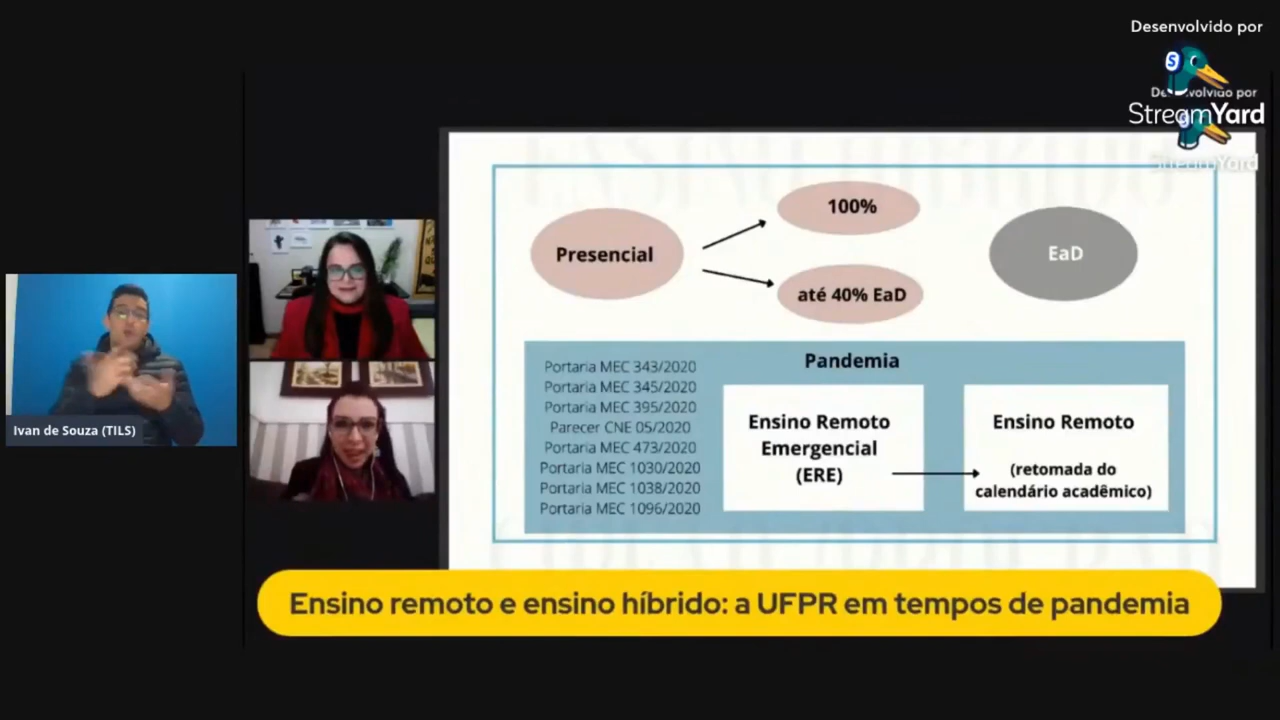 Desenvolvido por
StreamYard
Desenvolvido por
StreamYard
Presencial
100%
até 40% EaD
EaD
Pandemia
Portaria MEC 343/2020
Portaria MEC 345/2020
Portaria MEC 395/2020
Parecer CNE 05/2020
Portaria MEC 473/2020
Portaria MEC 1030/2020
Portaria MEC 1038/2020
Portaria MEC 1096/2020
Ensino Remoto
Emergencial
(ERE)
Ensino Remoto
(retomada do
calendário acadêmico)
Ivan de Souza (TILS)
Ensino remoto e ensino híbrido: a UFPR em tempos de pandemia